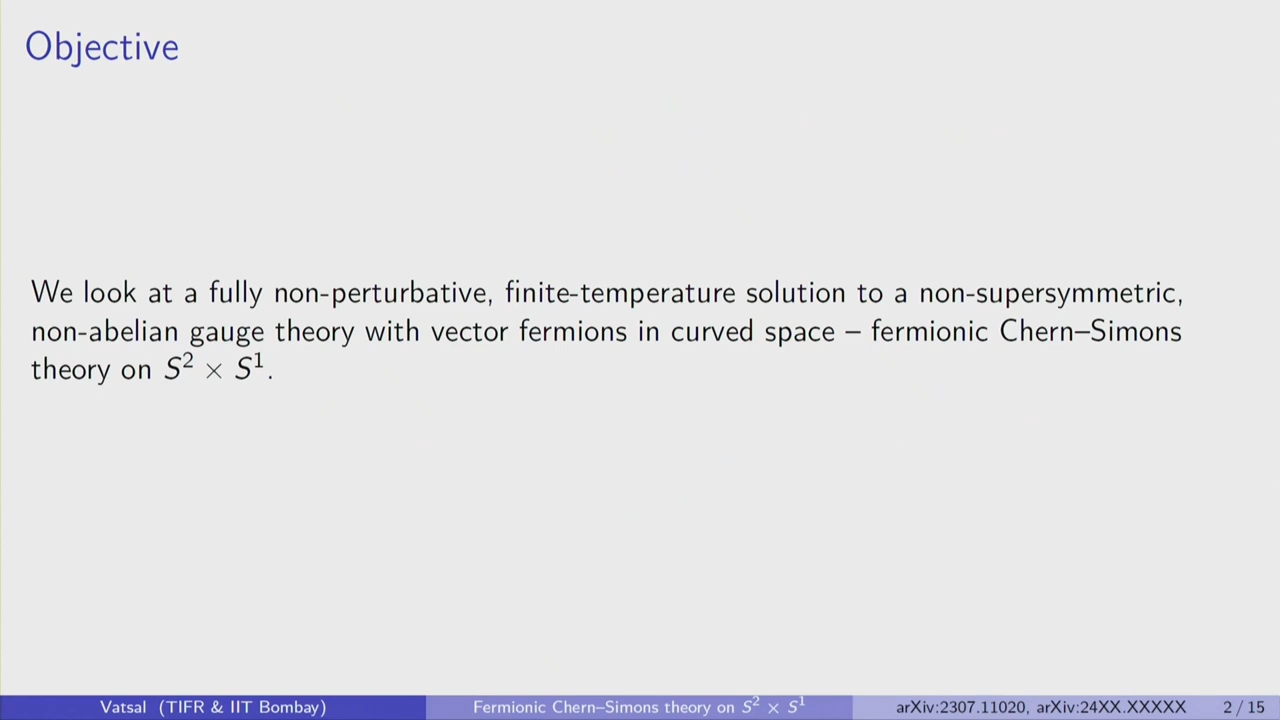 Objective
We look at a fully non-perturbative, finite-temperature solution to a non-supersymmetric,
non-abelian gauge theory with vector fermions in curved space – fermionic Chern–Simons
theory on S² × S¹.
Vatsal (TIFR & IIT Bombay) Fermionic Chern–Simons theory on S² × S¹ arXiv:2307.11020, arXiv:24XX.XXXXX 2 / 15